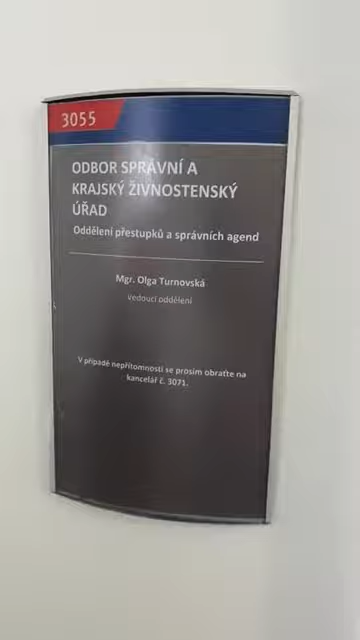 3055
ODBOR SPRÁVNÍ A
KRAJSKÝ ŽIVNOSTENSKÝ
ÚŘAD
Oddělení přestupků a správních agend
Mgr. Olga Turnovská
Vedoucí oddělení
V případě nepřítomnosti se prosím obraťte na
kancelář č. 3071.